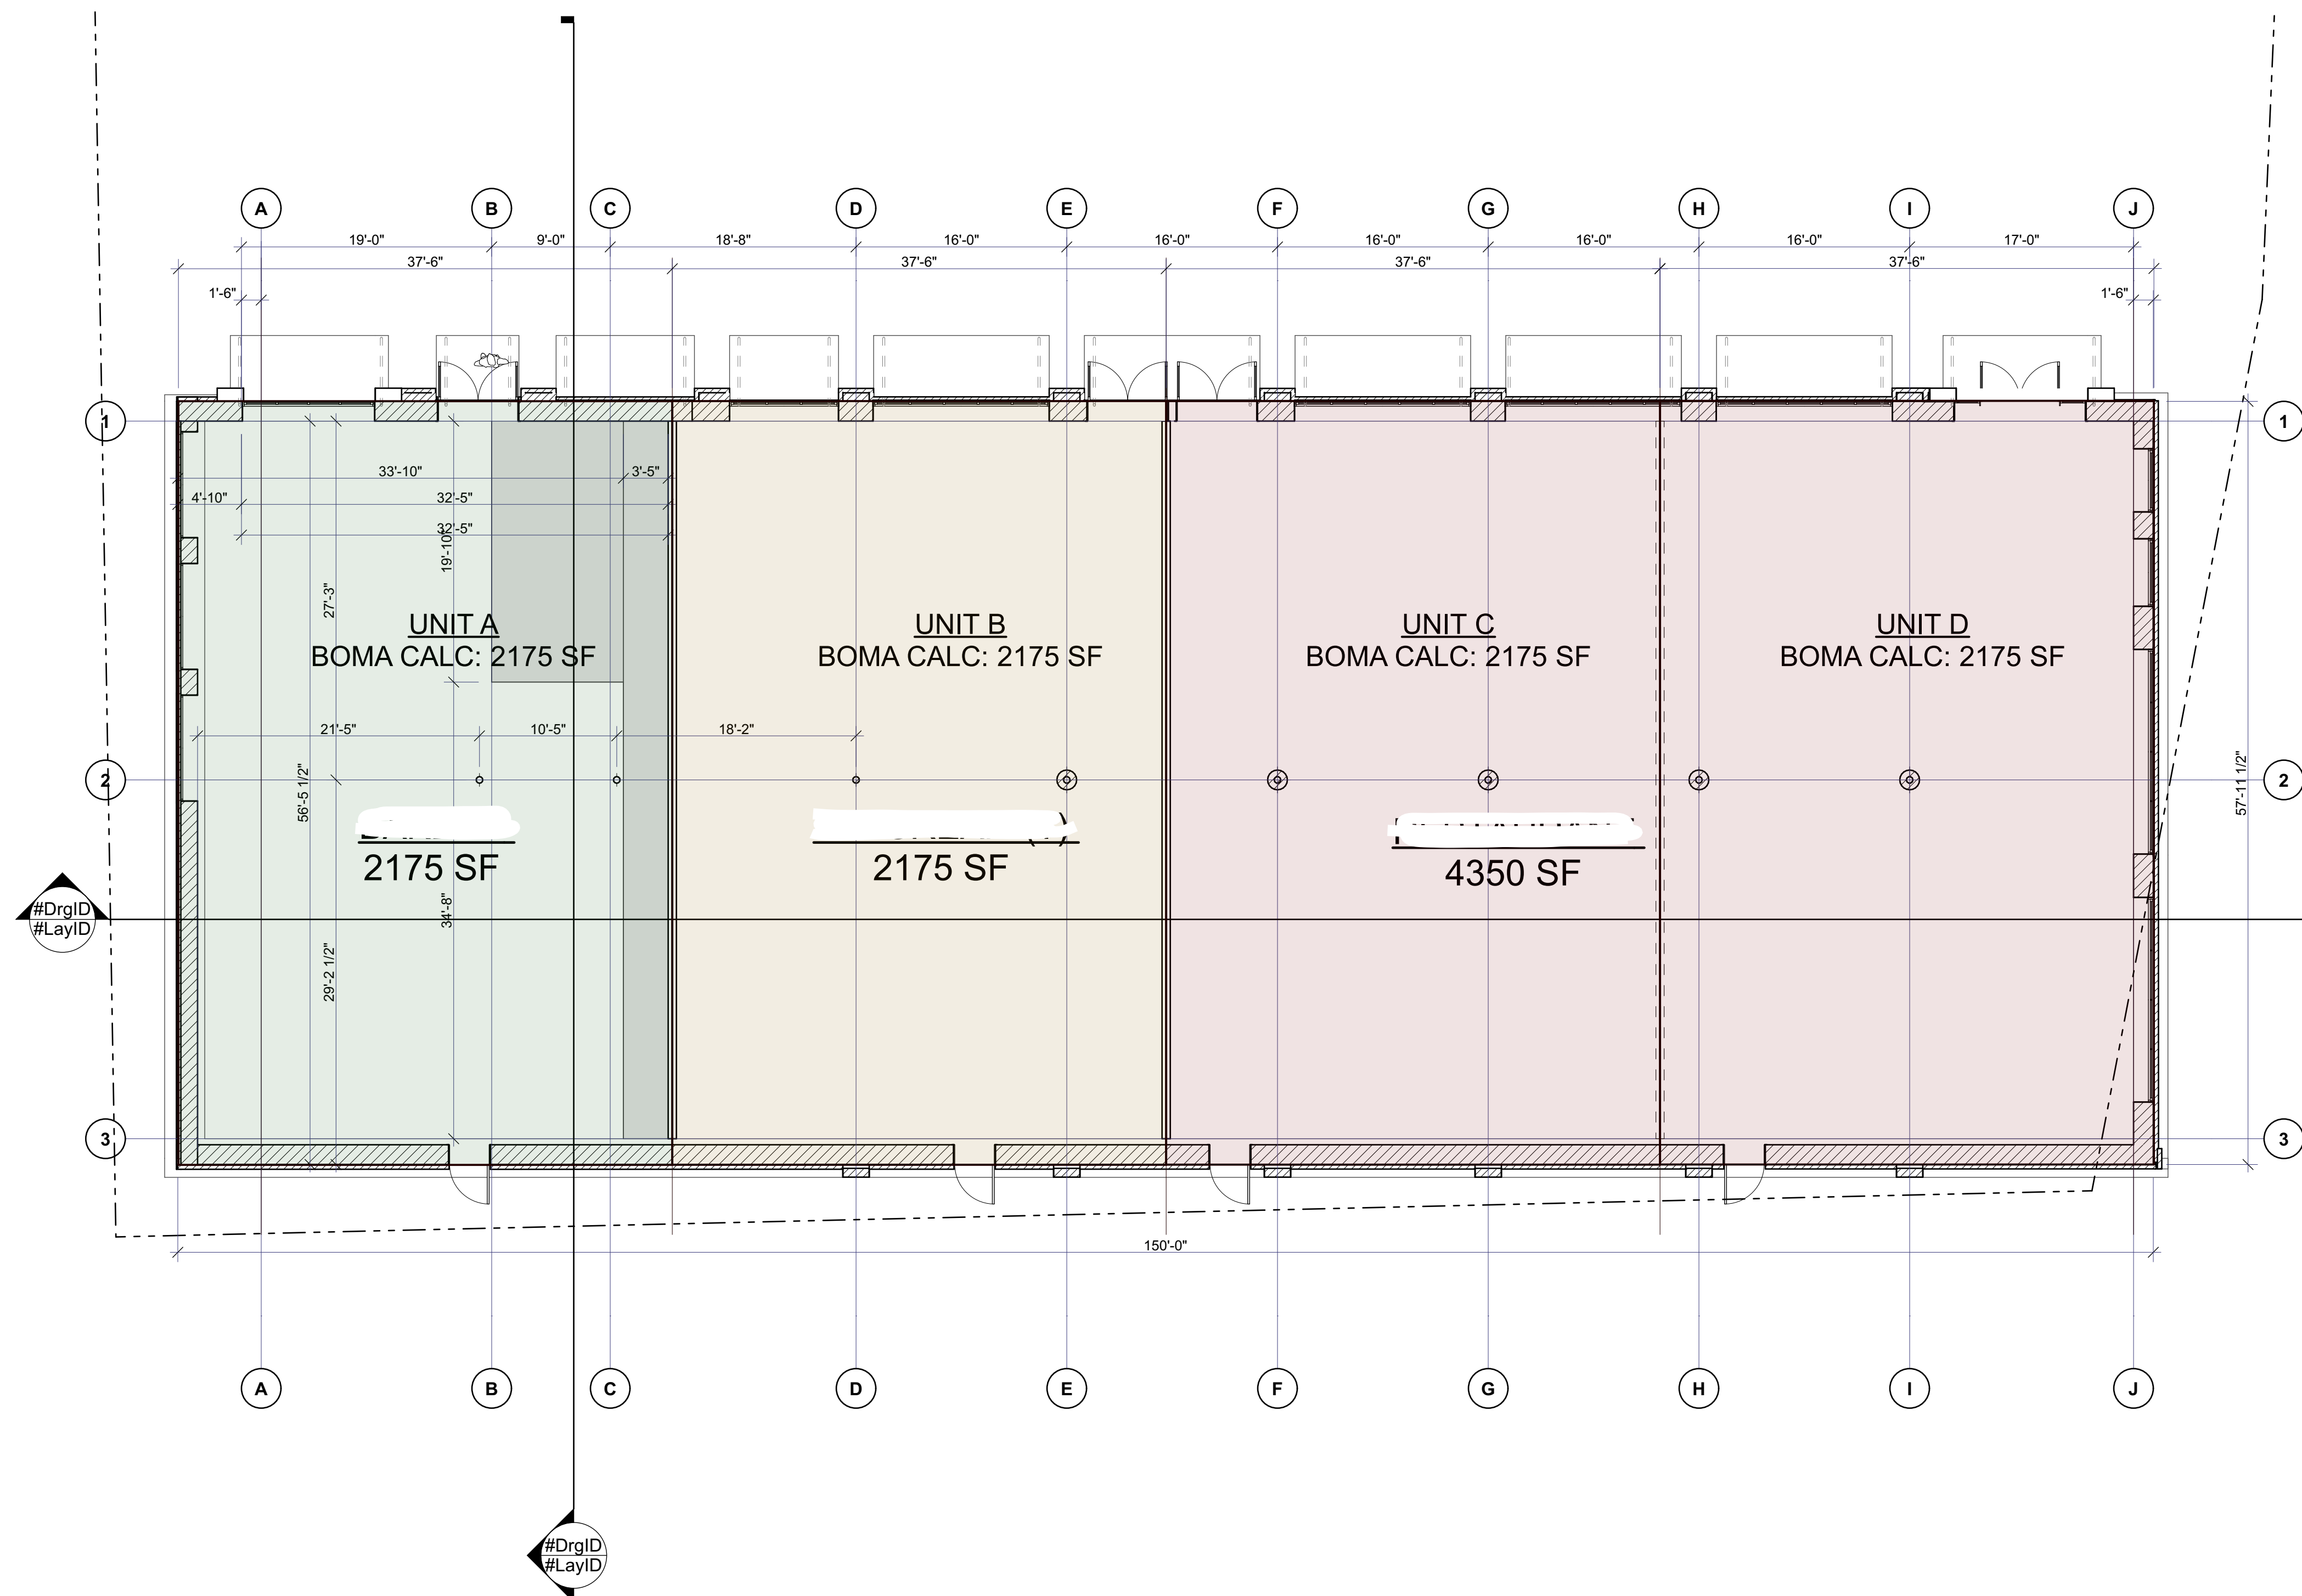 A B C D E F G H I J
19'-0" 9'-0" 18'-8" 16'-0" 16'-0" 16'-0" 16'-0" 16'-0" 17'-0"
37'-6" 37'-6" 37'-6" 37'-6"
1'-6" 1'-6"
1 1
33'-10" 3'-5"
4'-10" 32'-5"
32'-5"
19'-10"
27'-3"
UNIT A
BOMA CALC: 2175 SF
UNIT B
BOMA CALC: 2175 SF
UNIT C
BOMA CALC: 2175 SF
UNIT D
BOMA CALC: 2175 SF
21'-5" 10'-5" 18'-2"
2 2
56'-5 1/2"
57'-11 1/2"
2175 SF
2175 SF
4350 SF
34'-8"
29'-2 1/2"
#DrgID
#LayID
3 3
150'-0"
A B C D E F G H I J
#DrgID
#LayID